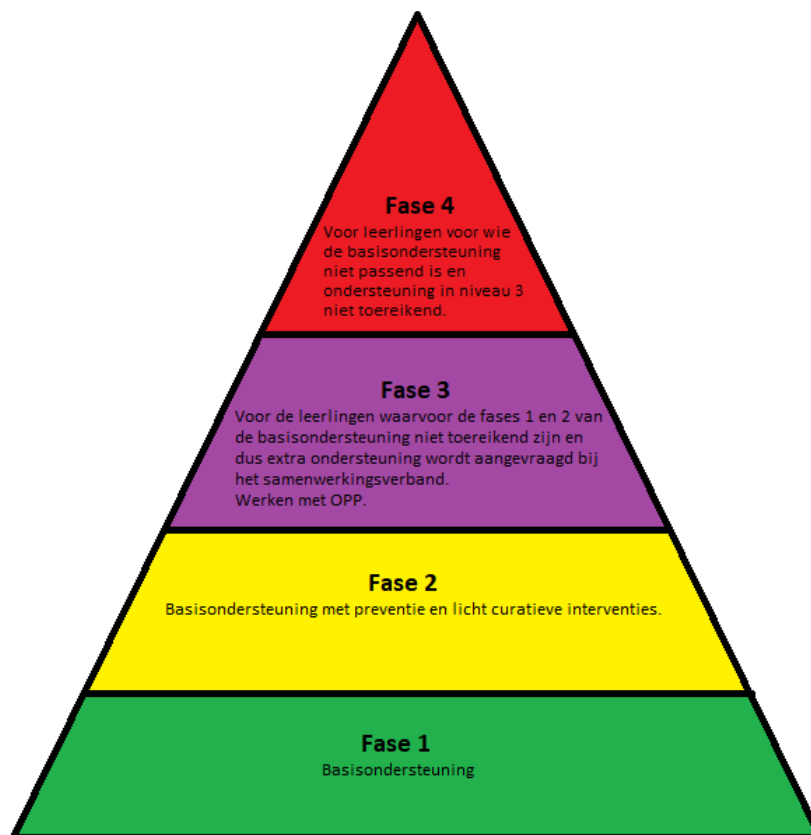 Fase 4
Voor leerlingen voor wie
de basisondersteuning
niet passend is en
ondersteuning in niveau 3
niet toereikend.
Fase 3
Voor de leerlingen waarvoor de fases 1 en 2 van
de basisondersteuning niet toereikend zijn en
dus extra ondersteuning wordt aangevraagd bij
het samenwerkingsverband.
Werken met OPP.
Fase 2
Basisondersteuning met preventie en licht curatieve interventies.
Fase 1
Basisondersteuning